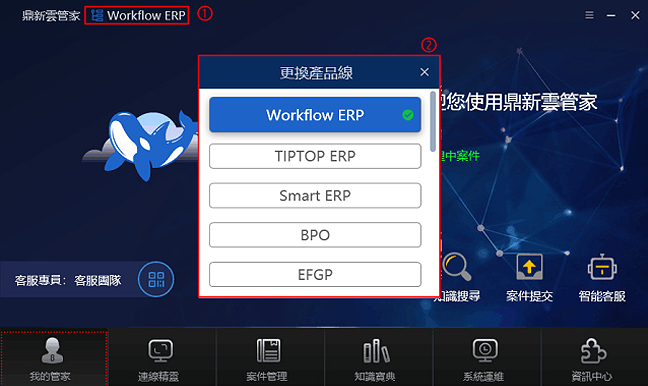 鼎新雲管家 Workflow ERP ①
②
更換產品線
Workflow ERP
TIPTOP ERP
Smart ERP
BPO
EFGP
您使用鼎新雲管家
中案件
客服專員：客服團隊
知識搜尋 案件提交 智能客服
我的管家 連線精靈 案件管理 知識寶典 系統運維 資訊中心